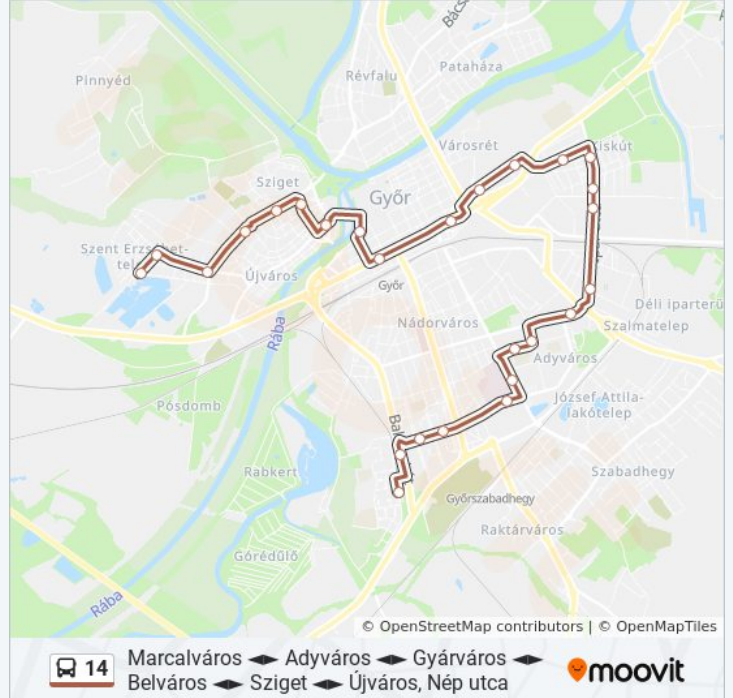 Bács
Pinnyéd
Révfalu
Pataháza
Városrét
Kiskút
Sziget
Győr
Szent Erzsébet-
Újváros
Győr
Déli iparterü
Nádorváros
Szalmatelep
Rába
Adyváros
Pósdomb
József Attila-
lakótelep
Rabkert
Szabadhegy
Győrszabadhegy
Raktárváros
Górédűlő
Rába
© OpenStreetMap contributors | © OpenMapTiles
14 Marcalváros ◄► Adyváros ◄► Gyárváros ◄►
Belváros ◄► Sziget ◄► Újváros, Nép utca
moovit